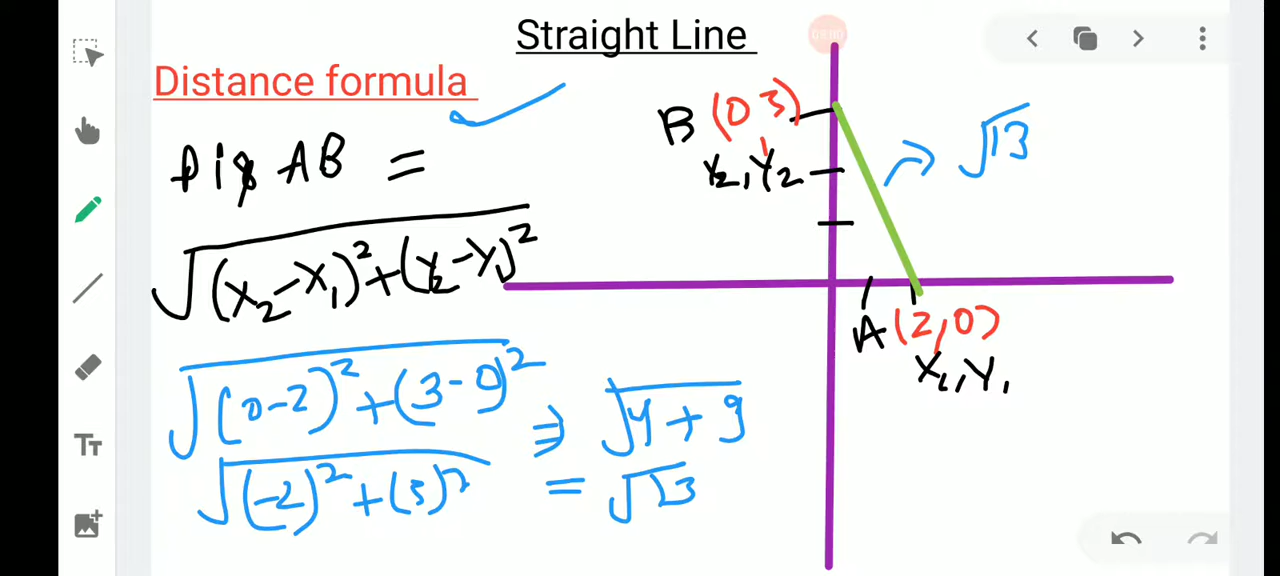 Straight Line
Distance formula
Dis AB =
√(X₂-X₁)²+(Y₂-Y₁)²
√(0-2)²+(3-0)² ⇒ √4+9
√(-2)²+(3)² = √13
B (0 3)
X₂,Y₂
√13
A (2,0)
X₁,Y₁
TT